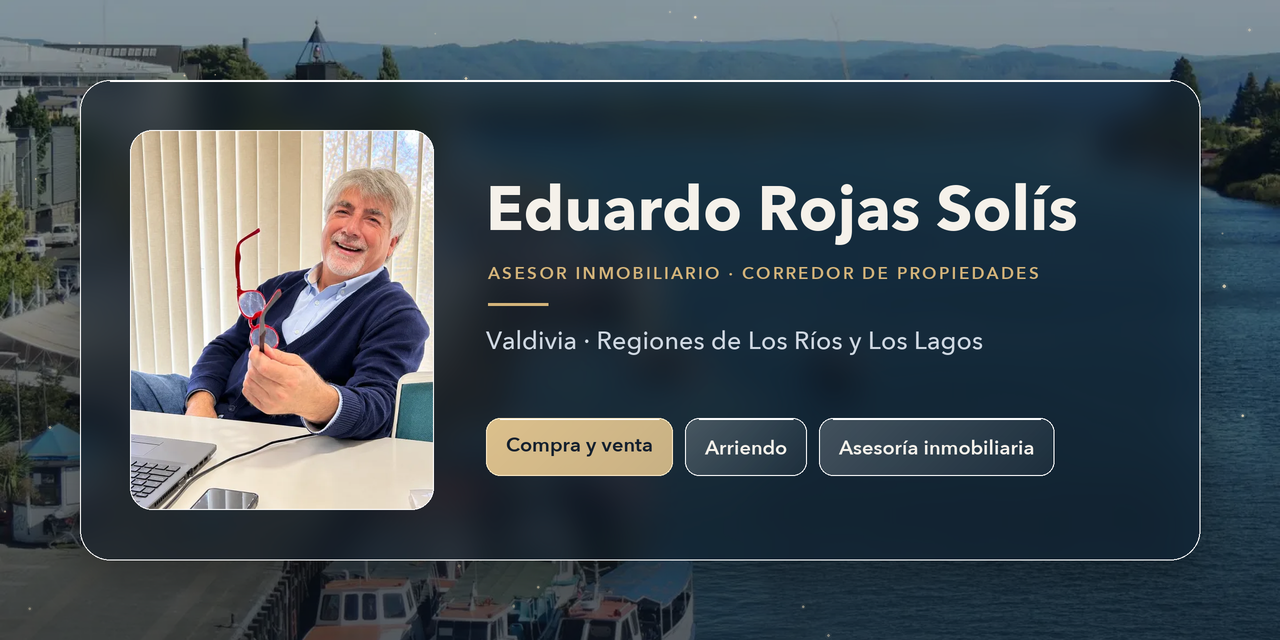 Eduardo Rojas Solís
ASESOR INMOBILIARIO · CORREDOR DE PROPIEDADES
Valdivia · Regiones de Los Ríos y Los Lagos
Compra y venta
Arriendo
Asesoría inmobiliaria